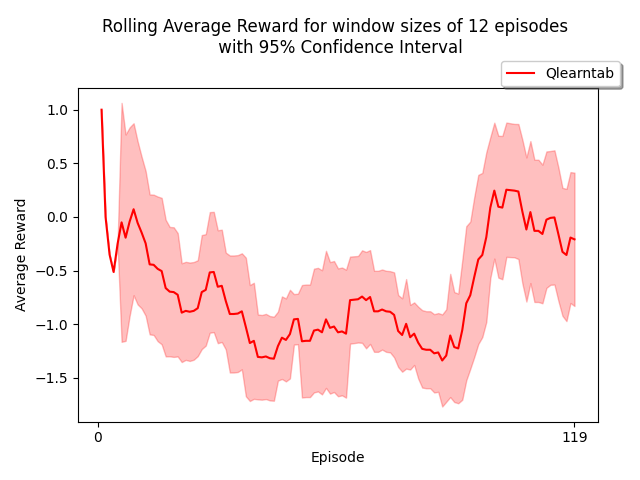 Rolling Average Reward for window sizes of 12 episodes
with 95% Confidence Interval
Qlearntab
1.0
0.5
0.0
−0.5
−1.0
−1.5
Average Reward
0
119
Episode